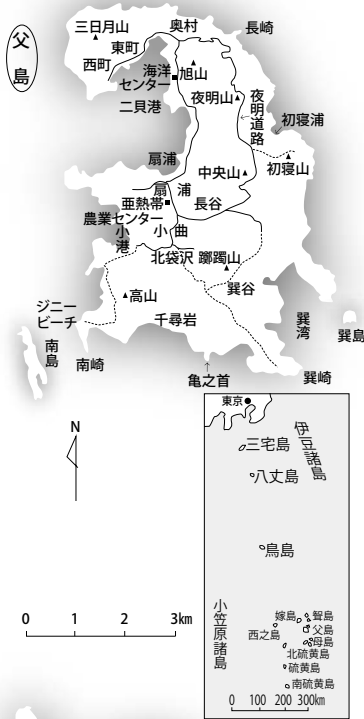 父島
三日月山
奥村
長崎
東町
西町
海洋
センター
旭山
二見港
夜明山
夜明道路
初寝浦
初寝山
扇浦
中央山
扇浦
亜熱帯
農業センター
長谷
小港
小曲
北袋沢
躑躅山
巽谷
ジニー
ビーチ
高山
千尋岩
巽湾
巽島
南島
南崎
亀之首
巽崎
N
0 1 2 3km
東京
伊豆諸島
三宅島
八丈島
鳥島
小笠原諸島
嫁島
聟島
父島
西之島
母島
北硫黄島
硫黄島
南硫黄島
0 100 200 300km